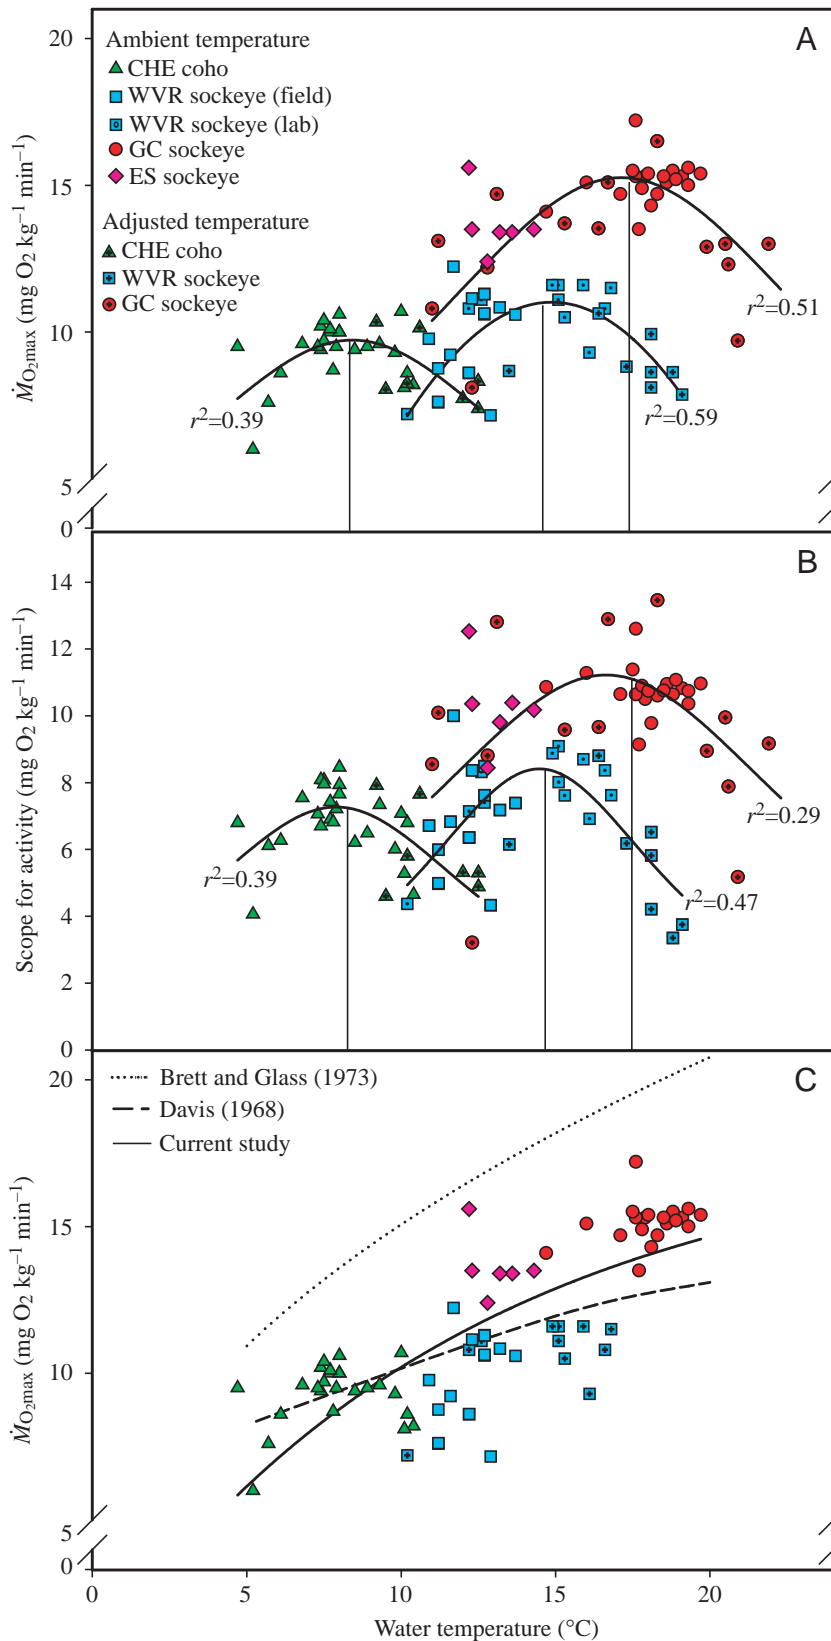 A
20
15
10
5
0
Ṁ_O₂max (mg O₂ kg⁻¹ min⁻¹)
Ambient temperature
CHE coho
WVR sockeye (field)
WVR sockeye (lab)
GC sockeye
ES sockeye
Adjusted temperature
CHE coho
WVR sockeye
GC sockeye
r²=0.51
r²=0.39
r²=0.59
B
14
12
10
8
6
4
2
0
Scope for activity (mg O₂ kg⁻¹ min⁻¹)
r²=0.29
r²=0.39
r²=0.47
C
20
15
10
5
0
Ṁ_O₂max (mg O₂ kg⁻¹ min⁻¹)
Brett and Glass (1973)
Davis (1968)
Current study
0 5 10 15 20
Water temperature (°C)